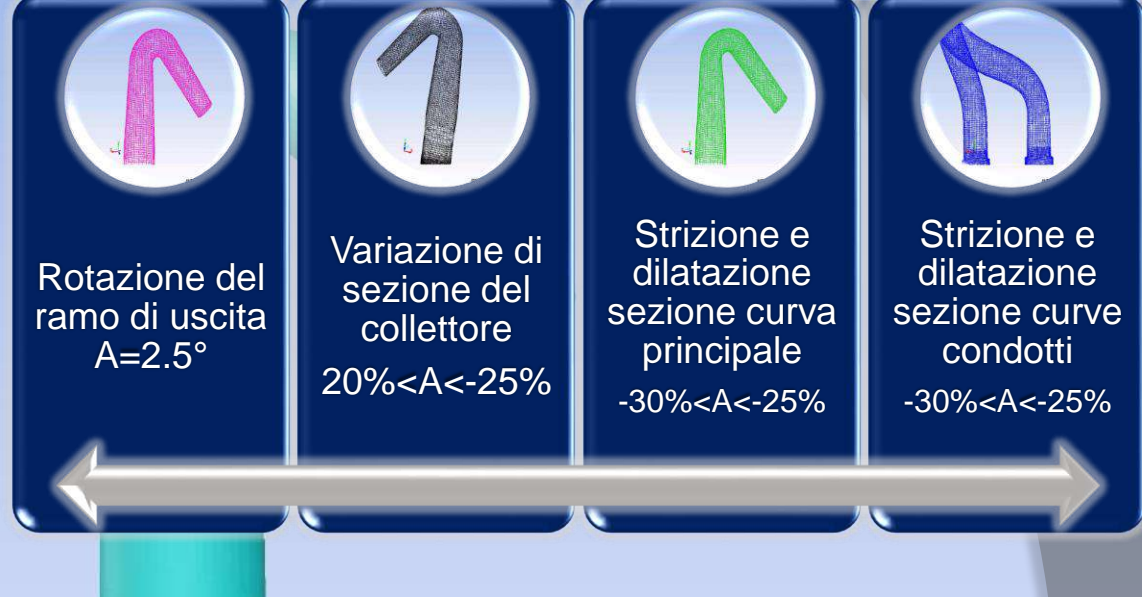 Rotazione del
ramo di uscita
A=2.5°
Variazione di
sezione del
collettore
20%<A<-25%
Strizione e
dilatazione
sezione curva
principale
-30%<A<-25%
Strizione e
dilatazione
sezione curve
condotti
-30%<A<-25%